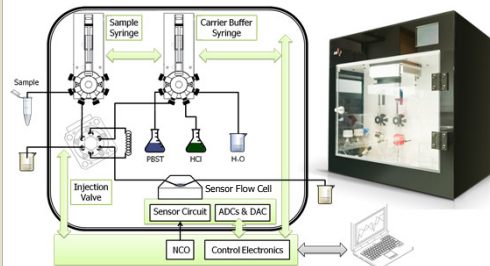 Sample
Syringe
Carrier Buffer
Syringe
Sample
PBST
HCl
H₂O
Injection
Valve
Sensor Flow Cell
Sensor Circuit
ADCs & DAC
NCO
Control Electronics